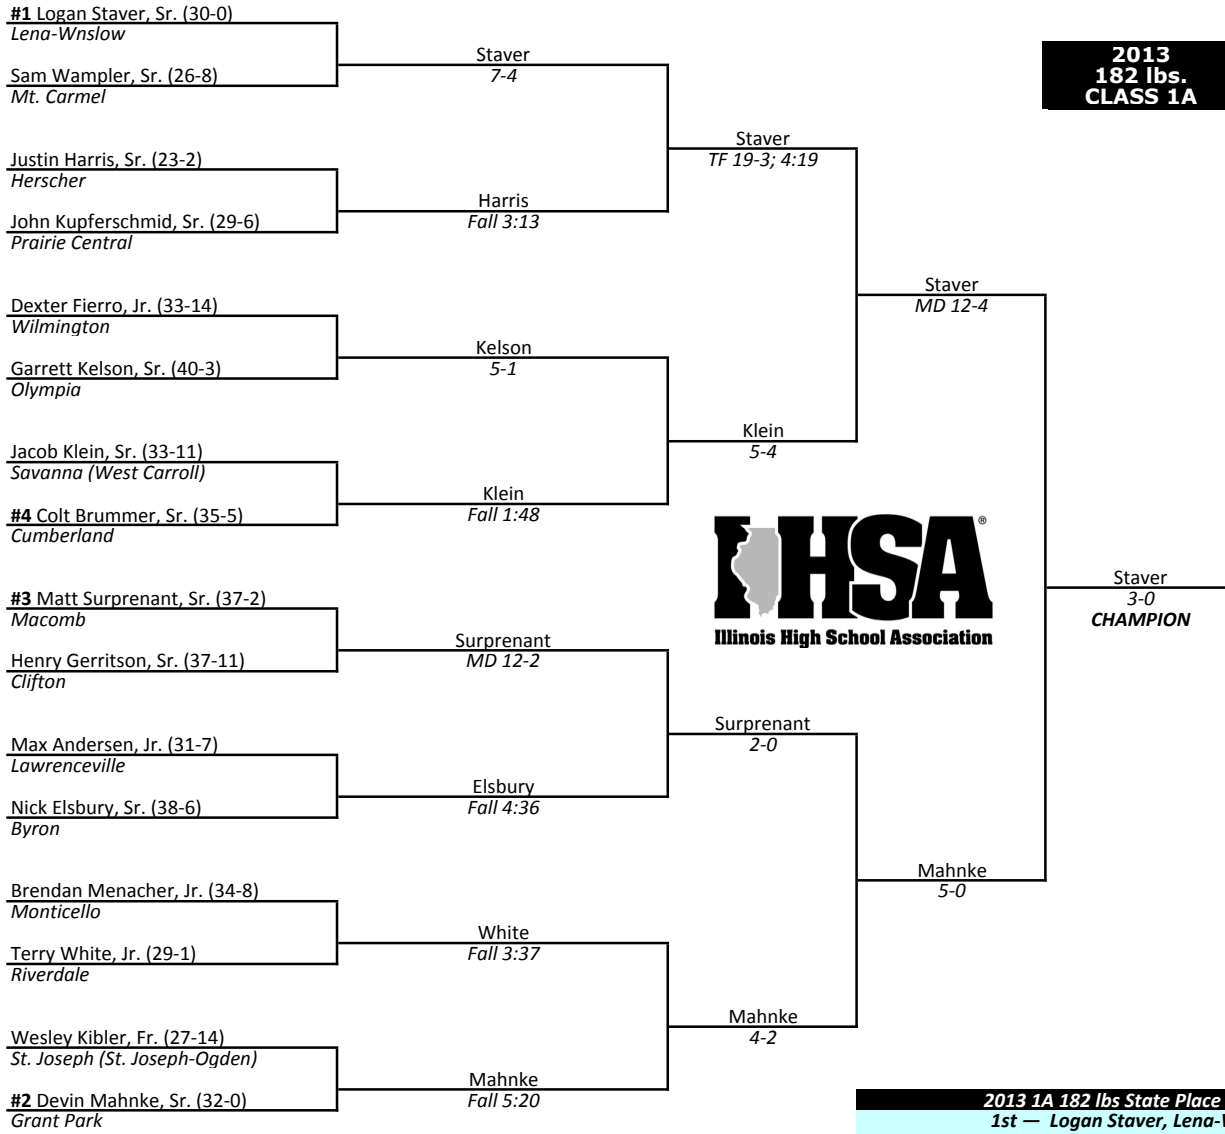 #1 Logan Staver, Sr. (30-0)
Lena-Wnslow
Sam Wampler, Sr. (26-8)
Mt. Carmel
Justin Harris, Sr. (23-2)
Herscher
John Kupferschmid, Sr. (29-6)
Prairie Central
Dexter Fierro, Jr. (33-14)
Wilmington
Garrett Kelson, Sr. (40-3)
Olympia
Jacob Klein, Sr. (33-11)
Savanna (West Carroll)
#4 Colt Brummer, Sr. (35-5)
Cumberland
#3 Matt Surprenant, Sr. (37-2)
Macomb
Henry Gerritson, Sr. (37-11)
Clifton
Max Andersen, Jr. (31-7)
Lawrenceville
Nick Elsbury, Sr. (38-6)
Byron
Brendan Menacher, Jr. (34-8)
Monticello
Terry White, Jr. (29-1)
Riverdale
Wesley Kibler, Fr. (27-14)
St. Joseph (St. Joseph-Ogden)
#2 Devin Mahnke, Sr. (32-0)
Grant Park
Staver
7-4
Harris
Fall 3:13
Kelson
5-1
Klein
Fall 1:48
Surprenant
MD 12-2
Elsbury
Fall 4:36
White
Fall 3:37
Mahnke
Fall 5:20
Staver
TF 19-3; 4:19
Klein
5-4
Surprenant
2-0
Mahnke
4-2
Staver
MD 12-4
Mahnke
5-0
Staver
3-0
CHAMPION
2013
182 lbs.
CLASS 1A
IHSA®
Illinois High School Association
2013 1A 182 lbs State Place
1st — Logan Staver, Lena-